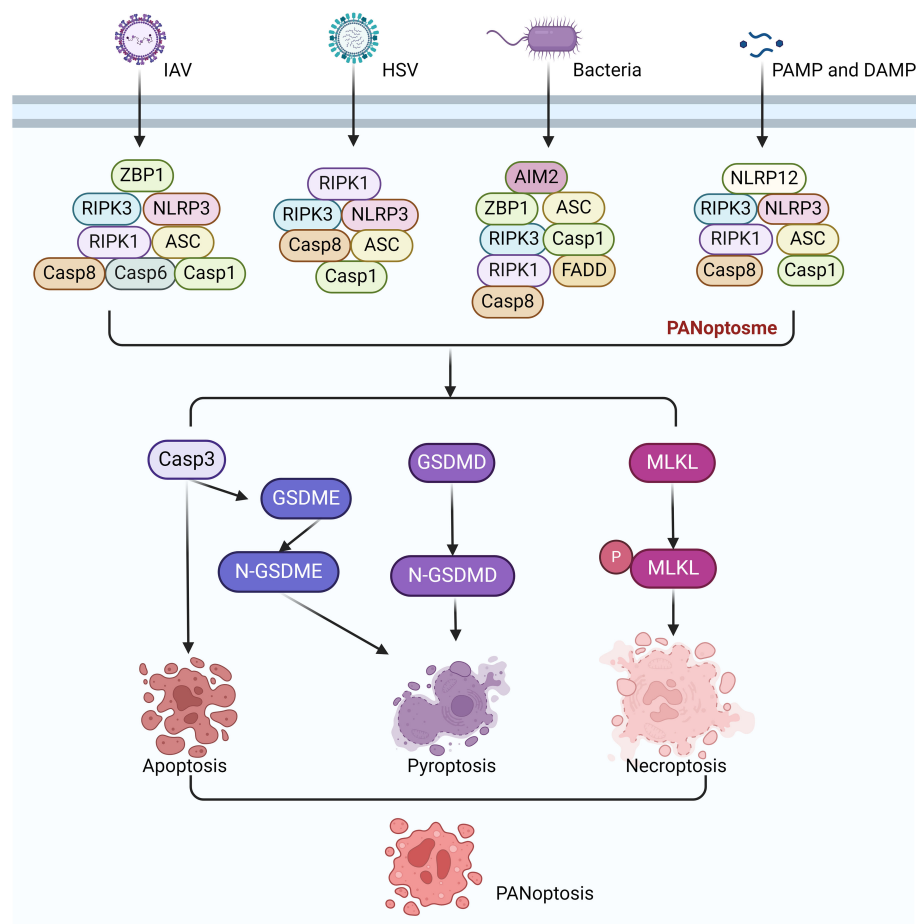 IAV
HSV
Bacteria
PAMP and DAMP
ZBP1
RIPK3 NLRP3
RIPK1 ASC
Casp8 Casp6 Casp1
RIPK1
RIPK3 NLRP3
Casp8 ASC
Casp1
AIM2
ZBP1 ASC
RIPK3 Casp1
RIPK1 FADD
Casp8
NLRP12
RIPK3 NLRP3
RIPK1 ASC
Casp8 Casp1
PANoptosme
Casp3
GSDMD
MLKL
GSDME
N-GSDME
N-GSDMD
P
MLKL
Apoptosis
Pyroptosis
Necroptosis
PANoptosis